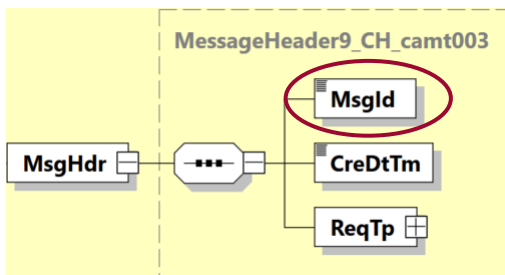 MessageHeader9_CH_camt003
MsgId
MsgHdr
CreDtTm
ReqTp